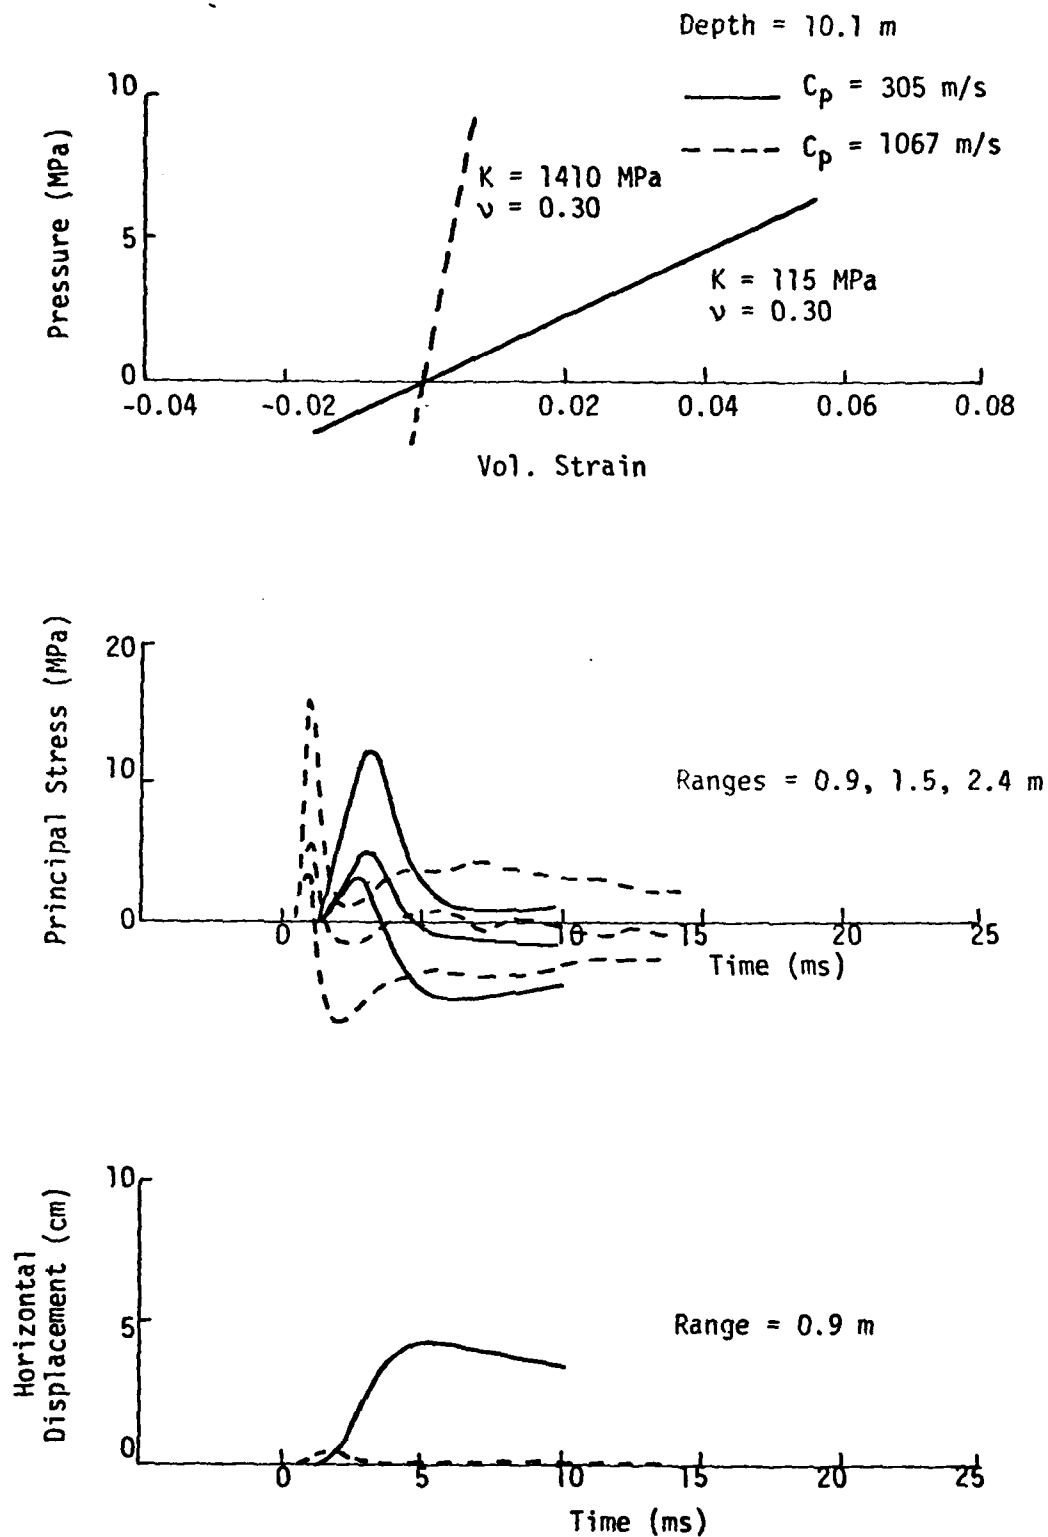 Depth = 10.1 m
Cp = 305 m/s
Cp = 1067 m/s
10
5
0
Pressure (MPa)
K = 1410 MPa
ν = 0.30
K = 115 MPa
ν = 0.30
-0.04 -0.02 0.02 0.04 0.06 0.08
Vol. Strain
20
10
0
Principal Stress (MPa)
Ranges = 0.9, 1.5, 2.4 m
0 10 15 20 25
Time (ms)
10
5
0
Horizontal
Displacement (cm)
Range = 0.9 m
0 5 10 15 20 25
Time (ms)